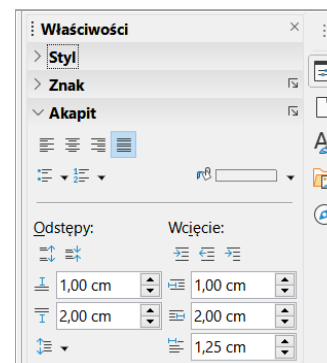 Właściwości
Styl
Znak
Akapit
Odstępy: Wcięcie:
1,00 cm 1,00 cm
2,00 cm 2,00 cm
1,25 cm